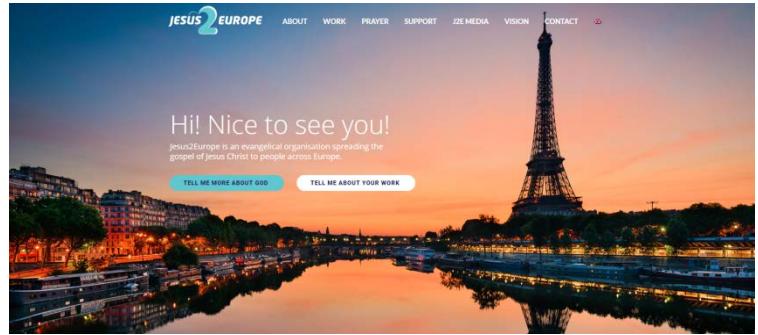 JESUS2EUROPE
ABOUT WORK PRAYER SUPPORT J2E MEDIA VISION CONTACT
Hi! Nice to see you!
Jesus2Europe is an evangelical organisation spreading the
gospel of Jesus Christ to people across Europe.
TELL ME MORE ABOUT GOD TELL ME ABOUT YOUR WORK